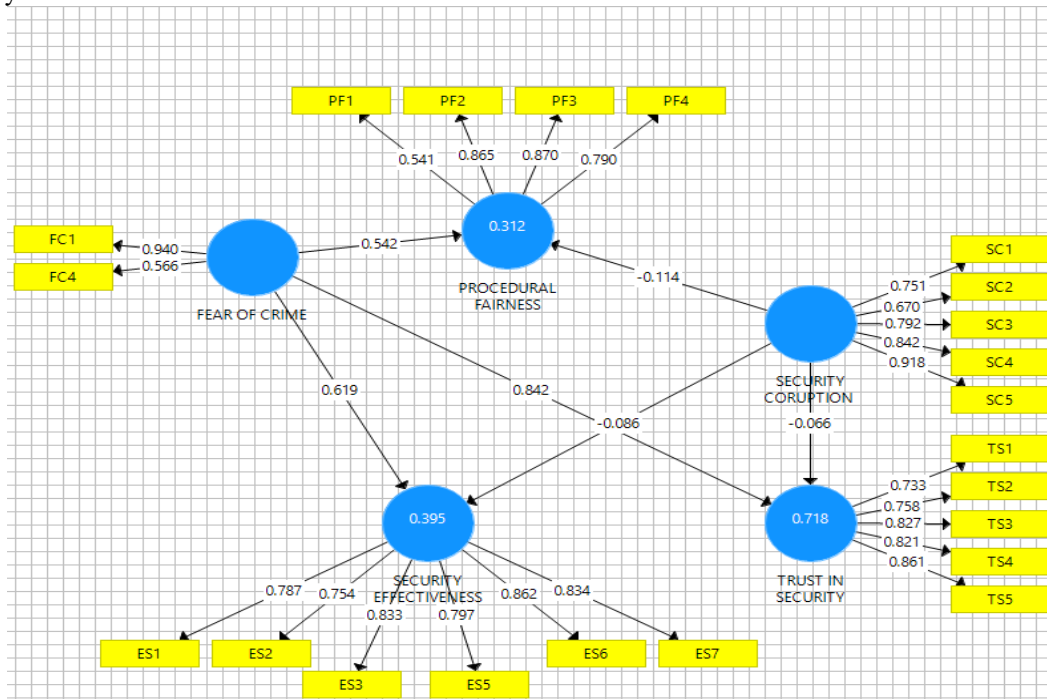 y
PF1 PF2 PF3 PF4
0.541 0.865 0.870 0.790
0.312
PROCEDURAL
FAIRNESS
FC1
FC4
0.940
0.566
FEAR OF CRIME
0.542
-0.114
SC1
SC2
SC3
SC4
SC5
0.751
0.670
0.792
0.842
0.918
SECURITY
CORUPTION
0.619
0.842
-0.086
-0.066
TS1
TS2
TS3
TS4
TS5
0.733
0.758
0.827
0.821
0.861
0.718
TRUST IN
SECURITY
0.395
SECURITY
EFFECTIVENESS
0.787 0.754 0.833 0.797 0.862 0.834
ES1 ES2 ES3 ES5 ES6 ES7